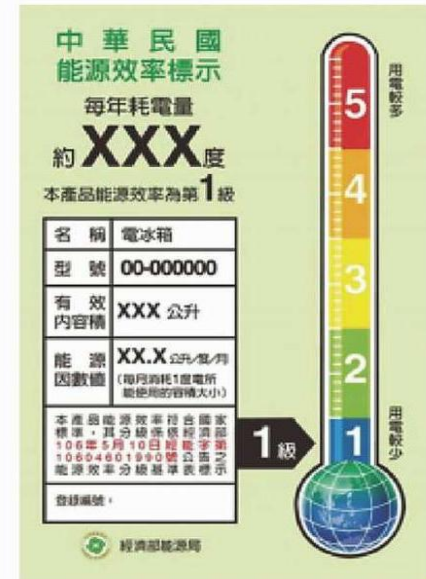 中華民國
能源效率標示
每年耗電量
約XXX度
本產品能源效率為第1級
名稱 電冰箱
型號 00-000000
有效內容積 XXX 公升
能源因數值 XX.X 公升/度/月
(每月消耗1度電所
能使用的容積大小)
本產品能源效率符合國家
標準，其分級係依經濟部
106年5月10日經能字第
10604601990號公告之
能源效率分級基準表標示
登錄編號：
經濟部能源局
用電較多
5
4
3
2
1
用電較少
1級